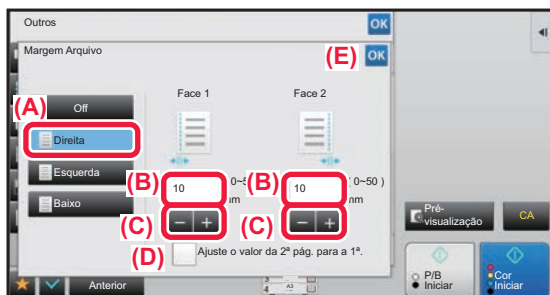 Outros
OK
Margem Arquivo
(E)
OK
(A)
Off
Face 1
Face 2
Direita
Esquerda
(B)
10
mm
(B)
10
( 0~50 )
mm
Baixo
(C)
- +
(C)
- +
(D)
Ajuste o valor da 2ª pág. para a 1ª.
Pré-
visualização
CA
Anterior
P/B
Iniciar
Cor
Iniciar